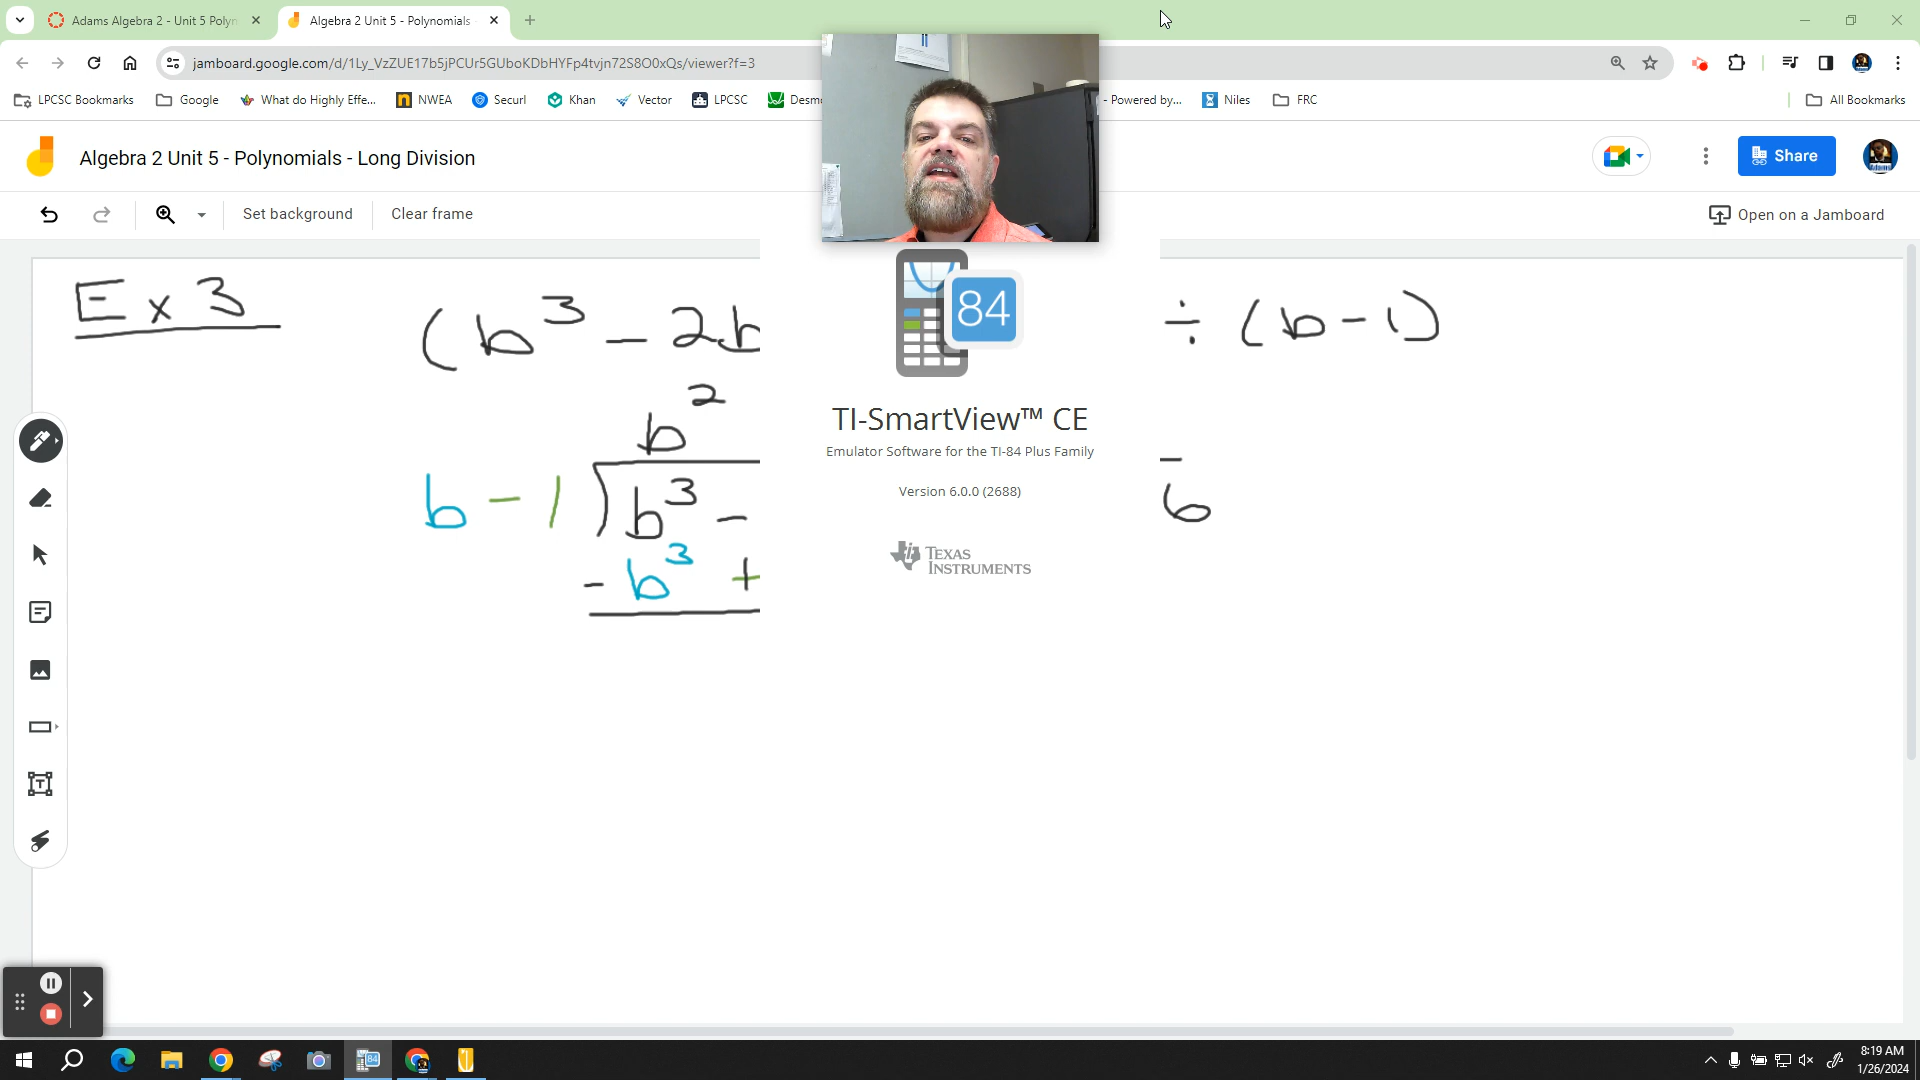 Adams Algebra 2 - Unit 5 Polyn
Algebra 2 Unit 5 - Polynomials -
jamboard.google.com/d/1Ly_VzZUE17b5jPCUr5GUboKDbHYFp4tvjn72S8O0xQs/viewer?f=3
LPCSC Bookmarks
Google
What do Highly Effe...
NWEA
Securl
Khan
Vector
LPCSC
Desm
- Powered by...
Niles
FRC
All Bookmarks
Algebra 2 Unit 5 - Polynomials - Long Division
Share
Set background
Clear frame
Open on a Jamboard
Ex 3
(b³ - 2b
÷ (b - 1)
b²
b - 1
b³ -
6
- b³ +
84
TI-SmartView™ CE
Emulator Software for the TI-84 Plus Family
Version 6.0.0 (2688)
TEXAS
INSTRUMENTS
8:19 AM
1/26/2024